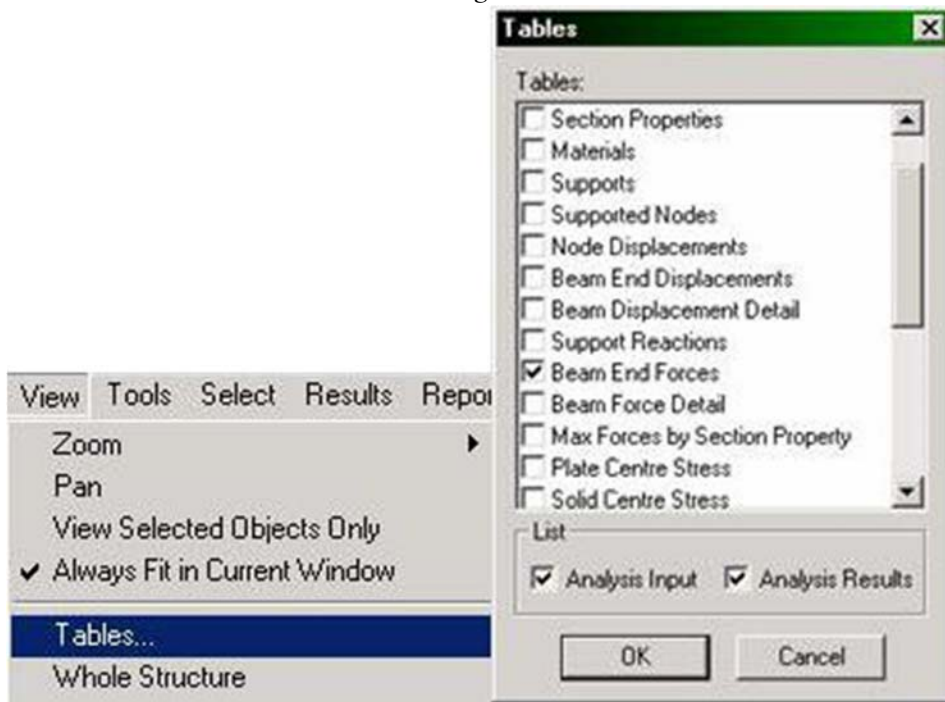 Tables
Tables:
Section Properties
Materials
Supports
Supported Nodes
Node Displacements
Beam End Displacements
Beam Displacement Detail
Support Reactions
Beam End Forces
Beam Force Detail
Max Forces by Section Property
Plate Centre Stress
Solid Centre Stress
List
Analysis Input Analysis Results
OK Cancel
View Tools Select Results Repor
Zoom
Pan
View Selected Objects Only
Always Fit in Current Window
Tables...
Whole Structure